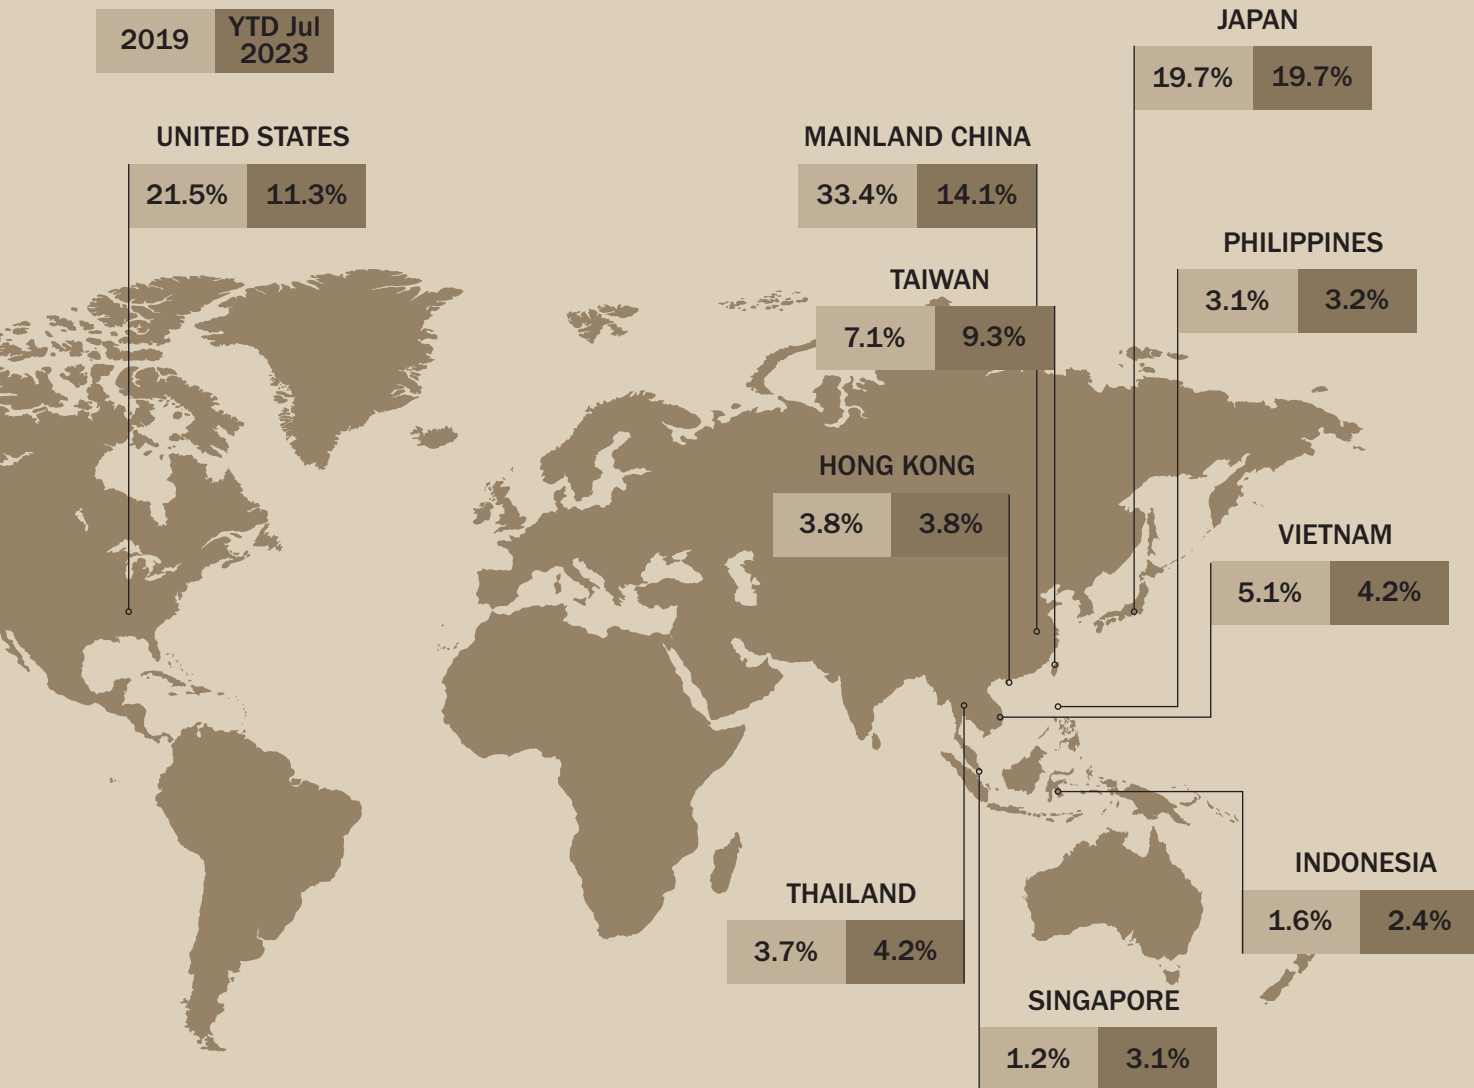 2019
YTD Jul
2023
JAPAN
19.7% 19.7%
UNITED STATES
21.5% 11.3%
MAINLAND CHINA
33.4% 14.1%
PHILIPPINES
3.1% 3.2%
TAIWAN
7.1% 9.3%
HONG KONG
3.8% 3.8%
VIETNAM
5.1% 4.2%
INDONESIA
1.6% 2.4%
THAILAND
3.7% 4.2%
SINGAPORE
1.2% 3.1%